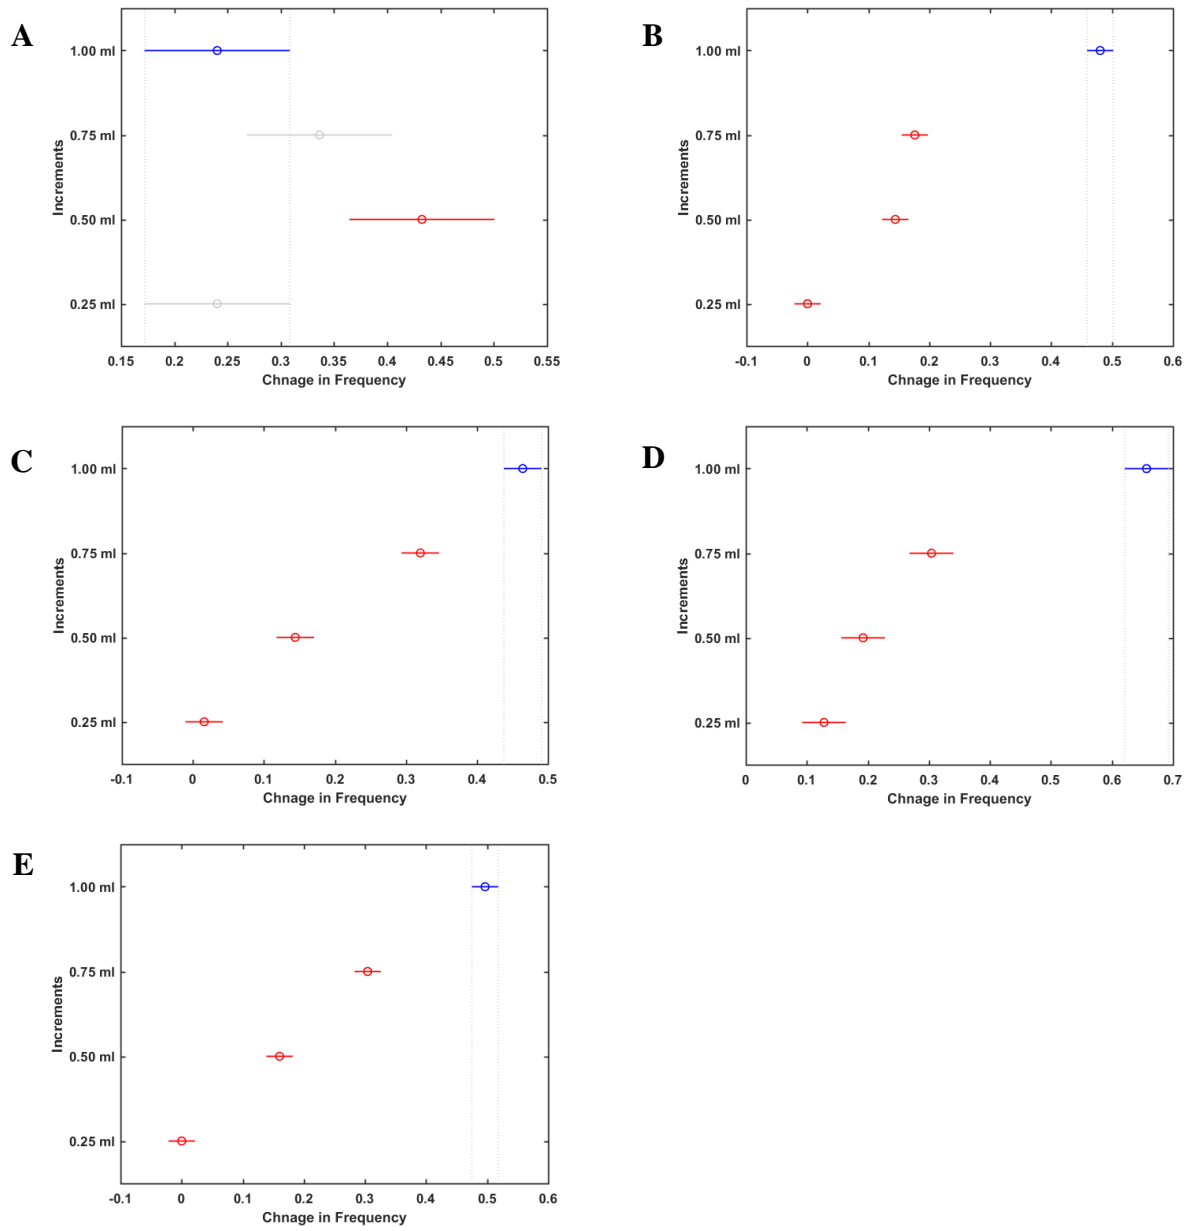 A
1.00 ml
0.75 ml
0.50 ml
0.25 ml
Increments
0.15 0.2 0.25 0.3 0.35 0.4 0.45 0.5 0.55
Chnage in Frequency
B
1.00 ml
0.75 ml
0.50 ml
0.25 ml
Increments
-0.1 0 0.1 0.2 0.3 0.4 0.5 0.6
Chnage in Frequency
C
1.00 ml
0.75 ml
0.50 ml
0.25 ml
Increments
-0.1 0 0.1 0.2 0.3 0.4 0.5
Chnage in Frequency
D
1.00 ml
0.75 ml
0.50 ml
0.25 ml
Increments
0 0.1 0.2 0.3 0.4 0.5 0.6 0.7
Chnage in Frequency
E
1.00 ml
0.75 ml
0.50 ml
0.25 ml
Increments
-0.1 0 0.1 0.2 0.3 0.4 0.5 0.6
Chnage in Frequency